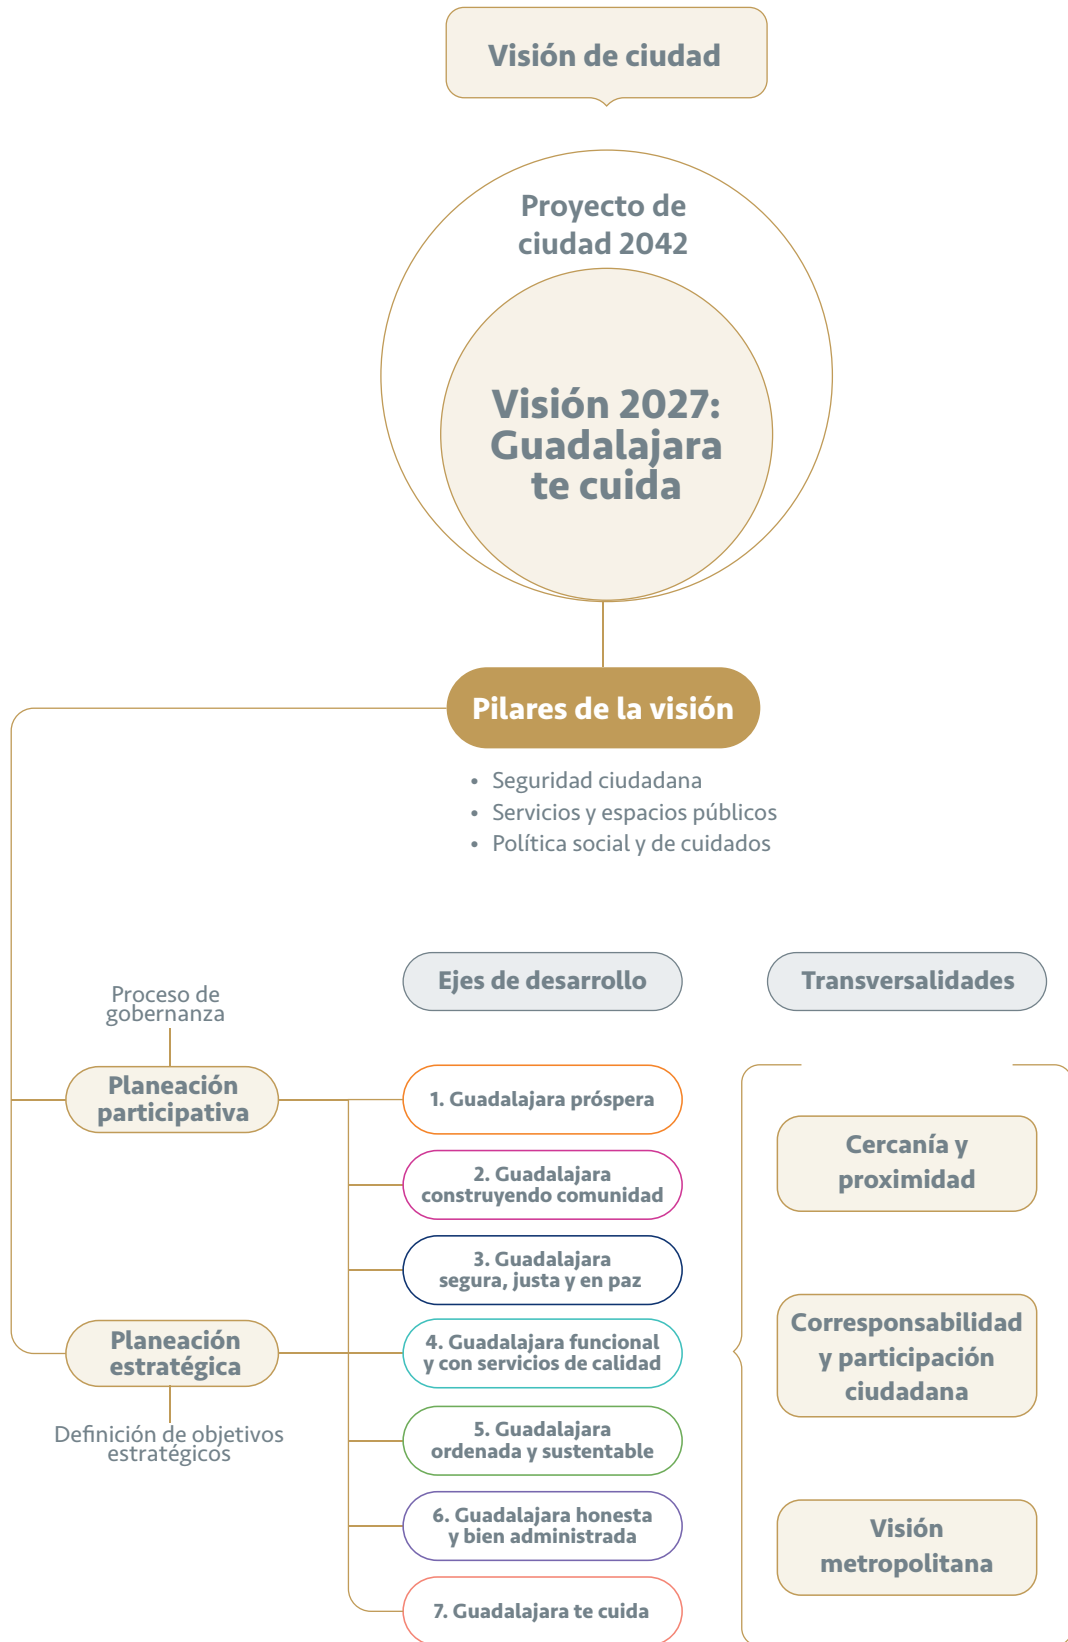 Visión de ciudad
Proyecto de
ciudad 2042
Visión 2027:
Guadalajara
te cuida
Pilares de la visión
• Seguridad ciudadana
• Servicios y espacios públicos
• Política social y de cuidados
Proceso de
gobernanza
Planeación
participativa
Planeación
estratégica
Definición de objetivos
estratégicos
Ejes de desarrollo
1. Guadalajara próspera
2. Guadalajara
construyendo comunidad
3. Guadalajara
segura, justa y en paz
4. Guadalajara funcional
y con servicios de calidad
5. Guadalajara
ordenada y sustentable
6. Guadalajara honesta
y bien administrada
7. Guadalajara te cuida
Transversalidades
Cercanía y
proximidad
Corresponsabilidad
y participación
ciudadana
Visión
metropolitana